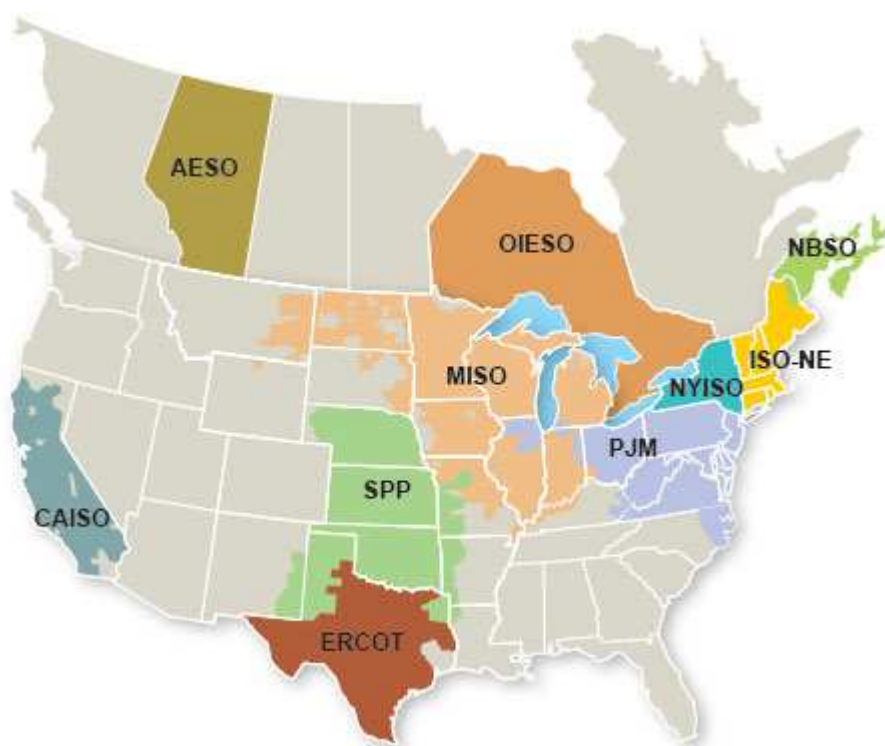 AESO
OIESO
NBSO
MISO
ISO-NE
NYISO
PJM
SPP
CAISO
ERCOT